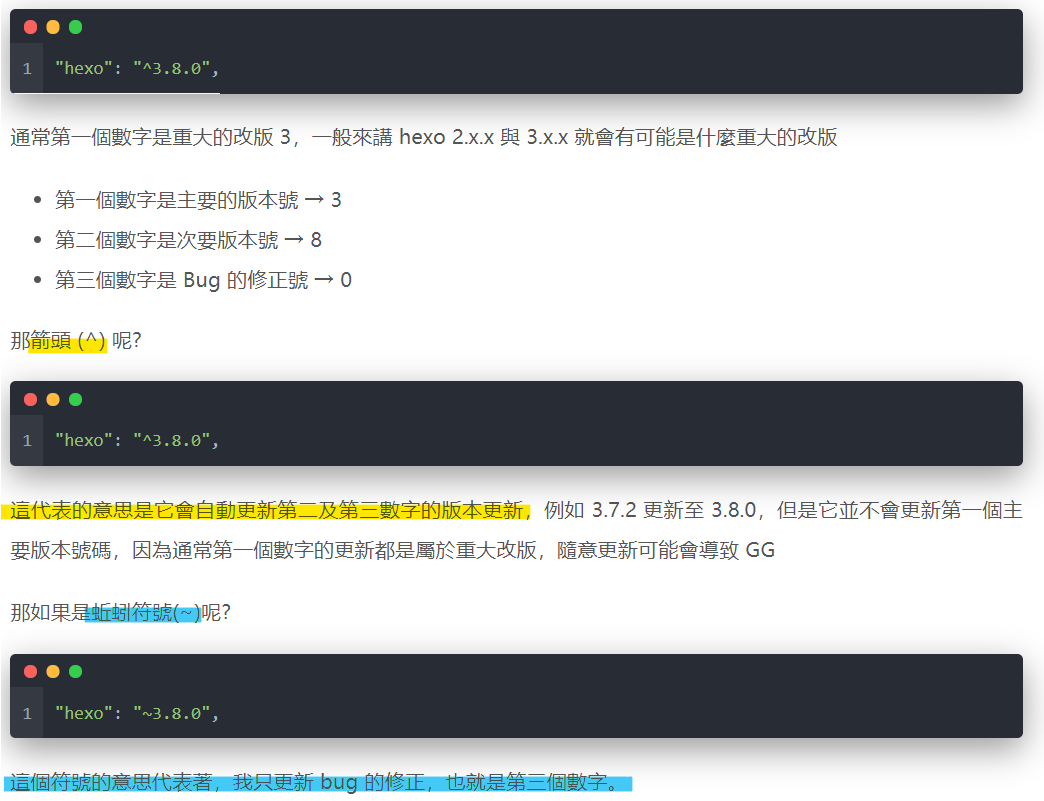 1 "hexo": "^3.8.0",
通常第一個數字是重大的改版 3，一般來講 hexo 2.x.x 與 3.x.x 就會有可能是什麼重大的改版
• 第一個數字是主要的版本號 → 3
• 第二個數字是次要版本號 → 8
• 第三個數字是 Bug 的修正號 → 0
那箭頭 (^) 呢?
1 "hexo": "^3.8.0",
這代表的意思是它會自動更新第二及第三數字的版本更新，例如 3.7.2 更新至 3.8.0，但是它並不會更新第一個主
要版本號碼，因為通常第一個數字的更新都是屬於重大改版，隨意更新可能會導致 GG
那如果是蚯蚓符號(~)呢?
1 "hexo": "~3.8.0",
這個符號的意思代表著，我只更新 bug 的修正，也就是第三個數字。